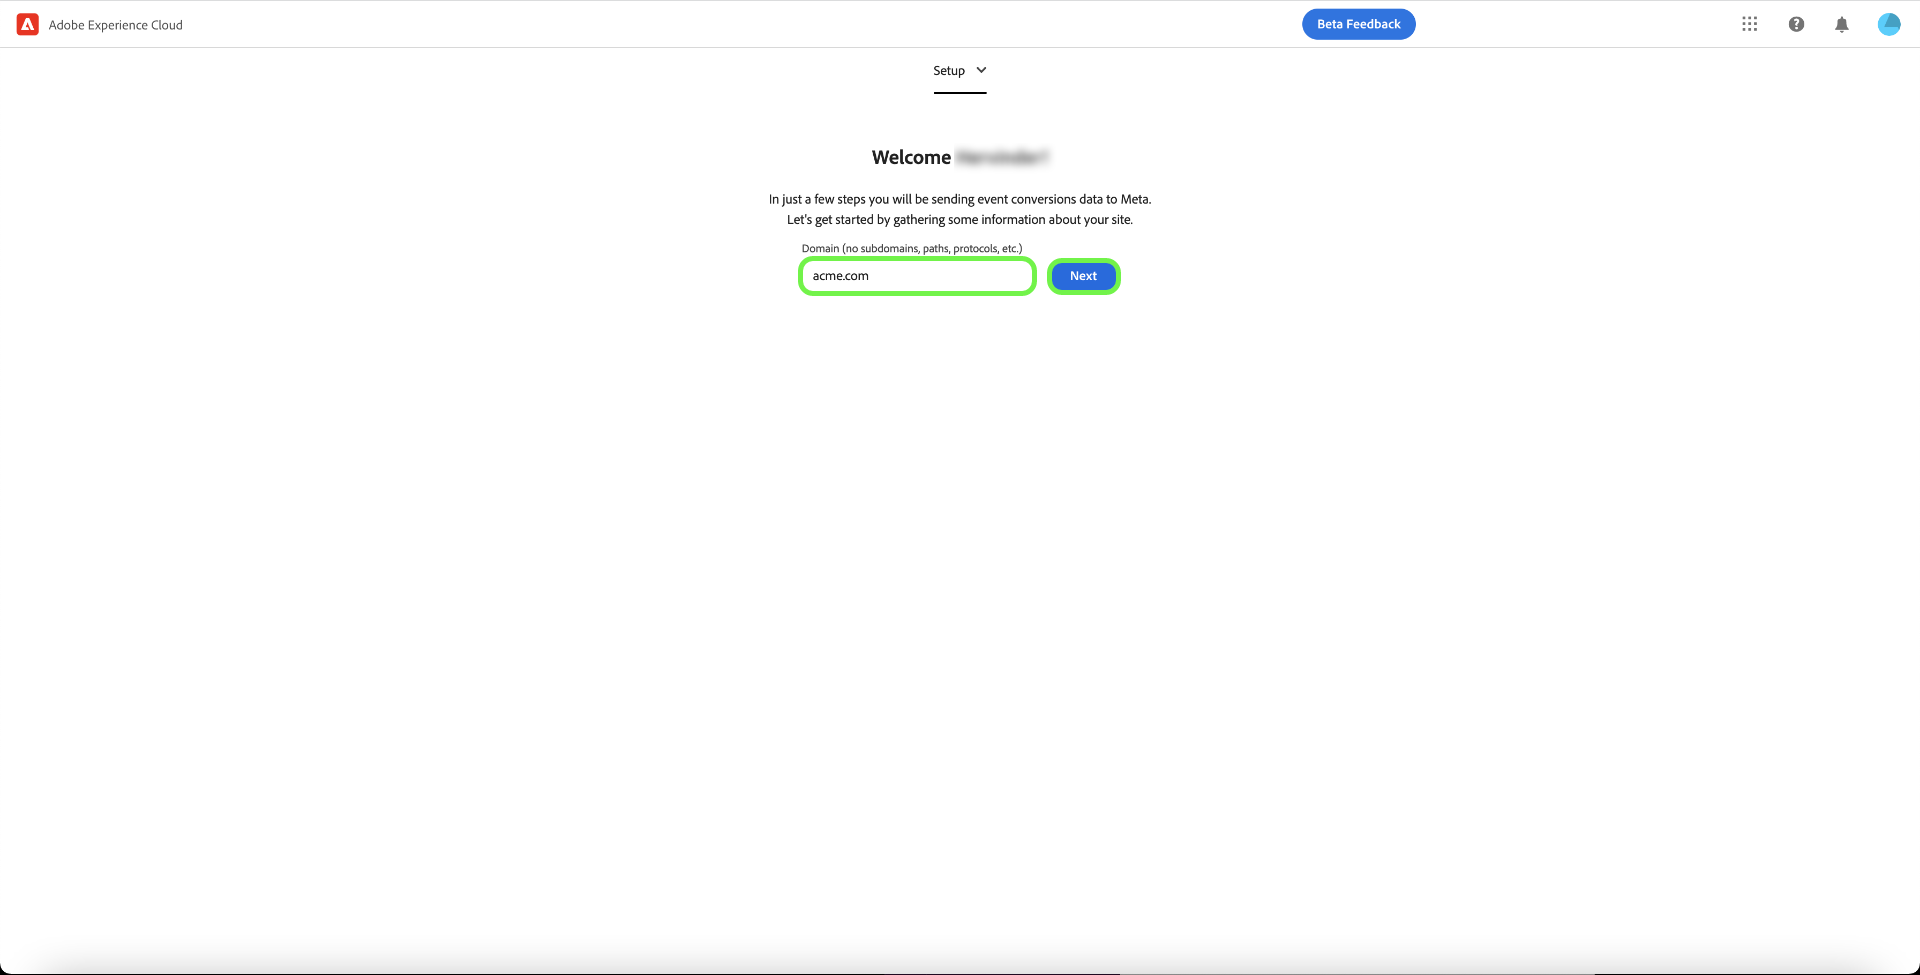 Adobe Experience Cloud
Beta Feedback
Setup
Welcome
In just a few steps you will be sending event conversions data to Meta.
Let's get started by gathering some information about your site.
Domain (no subdomains, paths, protocols, etc.)
acme.com
Next